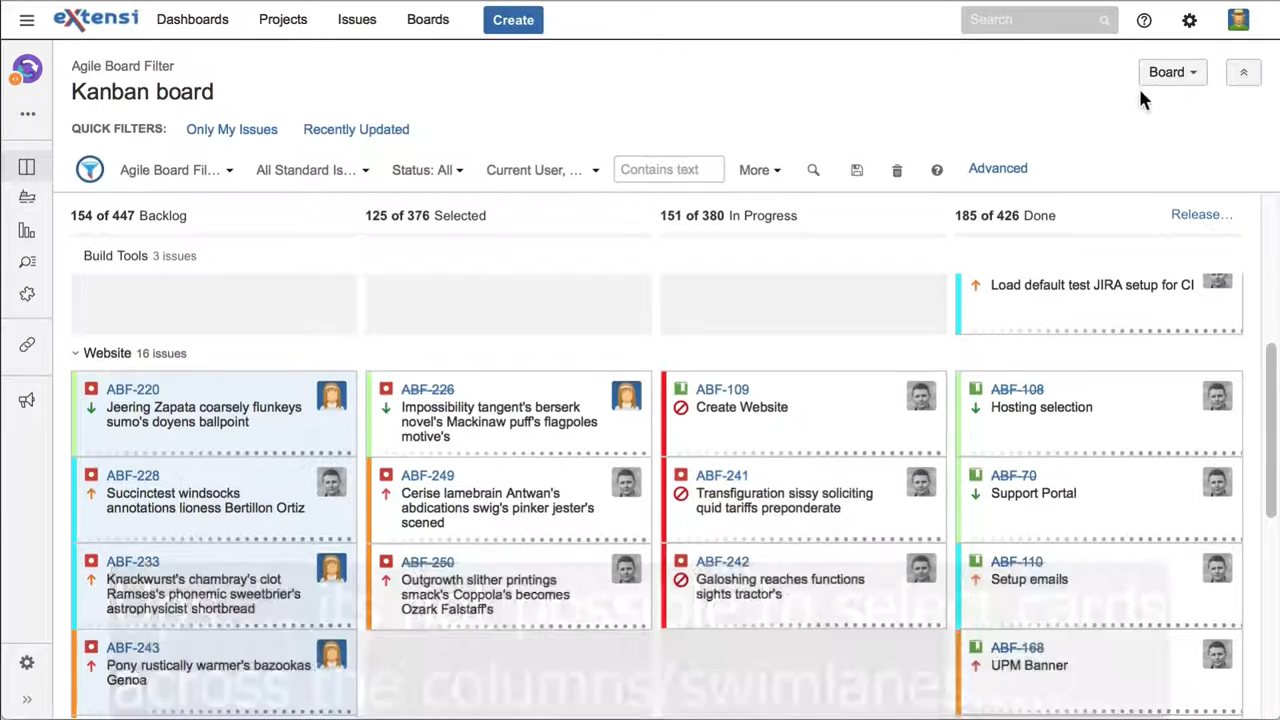 eXtensi
Dashboards
Projects
Issues
Boards
Create
Search
Agile Board Filter
Kanban board
Board
QUICK FILTERS:
Only My Issues
Recently Updated
Agile Board Fil...
All Standard Is...
Status: All
Current User, ...
Contains text
More
Advanced
154 of 447 Backlog
125 of 376 Selected
151 of 380 In Progress
185 of 426 Done
Release...
Build Tools 3 issues
Load default test JIRA setup for CI
Website 16 issues
ABF-220
Jeering Zapata coarsely flunkeys
sumo's doyens ballpoint
ABF-226
Impossibility tangent's berserk
novel's Mackinaw puff's flagpoles
motive's
ABF-109
Create Website
ABF-108
Hosting selection
ABF-228
Succinctest windsocks
annotations lioness Bertillon Ortiz
ABF-249
Cerise lamebrain Antwan's
abdications swig's pinker jester's
scened
ABF-241
Transfiguration sissy soliciting
quid tariffs preponderate
ABF-70
Support Portal
ABF-233
Knackwurst's chambray's clot
Ramses's phonemic sweetbrier's
astrophysicist shortbread
ABF-250
Outgrowth slither printings
smack's Coppola's becomes
Ozark Falstaff's
ABF-242
Galoshing reaches functions
sights tractor's
ABF-110
Setup emails
ABF-243
Pony rustically warmer's bazookas
Genoa
ABF-168
UPM Banner
across columns/swimlanes